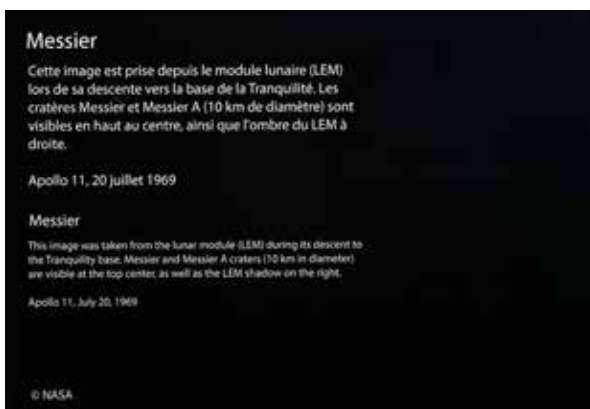 Messier
Cette image est prise depuis le module lunaire (LEM)
lors de sa descente vers la base de la Tranquilité. Les
cratères Messier et Messier A (10 km de diamètre) sont
visibles en haut au centre, ainsi que l'ombre du LEM à
droite.
Apollo 11, 20 juillet 1969
Messier
This image was taken from the lunar module (LEM) during its descent to
the Tranquility base. Messier and Messier A craters (10 km in diameter)
are visible at the top center, as well as the LEM shadow on the right.
Apollo 11, July 20, 1969
© NASA